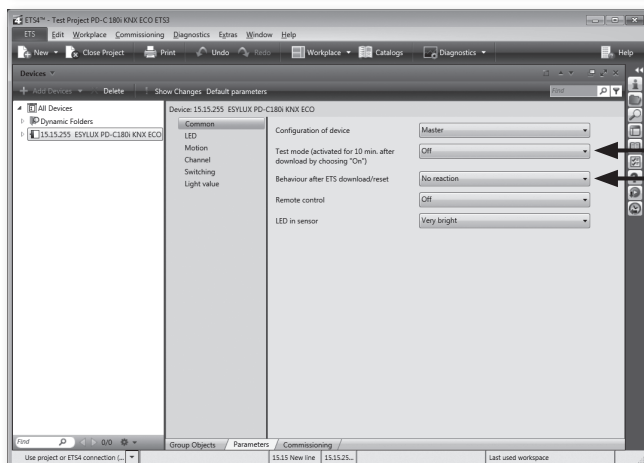 ETS4™ - Test Project PD-C 180i KNX ECO ETS3
ETS Edit Workplace Commissioning Diagnostics Extras Window Help
New Close Project Print Undo Redo Workplace Catalogs Diagnostics Help
Devices
Add Devices Delete Show Changes Default parameters Find
All Devices
Dynamic Folders
15.15.255 ESYLUX PD-C180i KNX ECO
Device: 15.15.255 ESYLUX PD-C180i KNX ECO
Common
LED
Motion
Channel
Switching
Light value
Configuration of device Master
Test mode (activated for 10 min. after download by choosing "On") Off
Behaviour after ETS download/reset No reaction
Remote control Off
LED in sensor Very bright
Find 0/0
Group Objects Parameters Commissioning
Use project or ETS4 connection (... 15.15 New line 15.15.25... Last used workspace